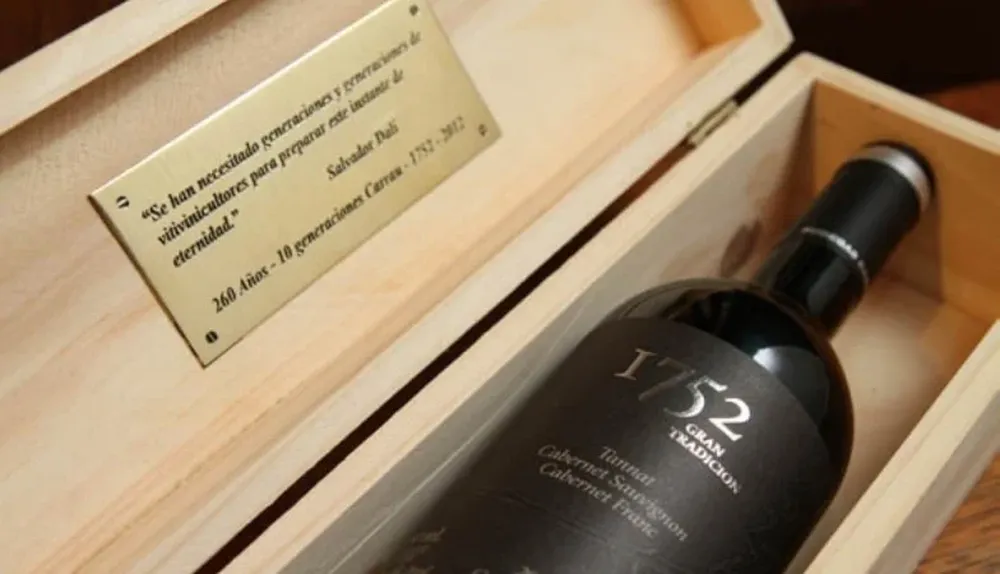 “Se han necesitado generaciones y generaciones de
vitivinicultores para preparar este instante de
eternidad.”
Salvador Dalí
260 Años - 10 generaciones Carrau - 1752 - 2012
1752
GRAN
TRADICION
Tannat
Cabernet Sauvignon
Cabernet Franc